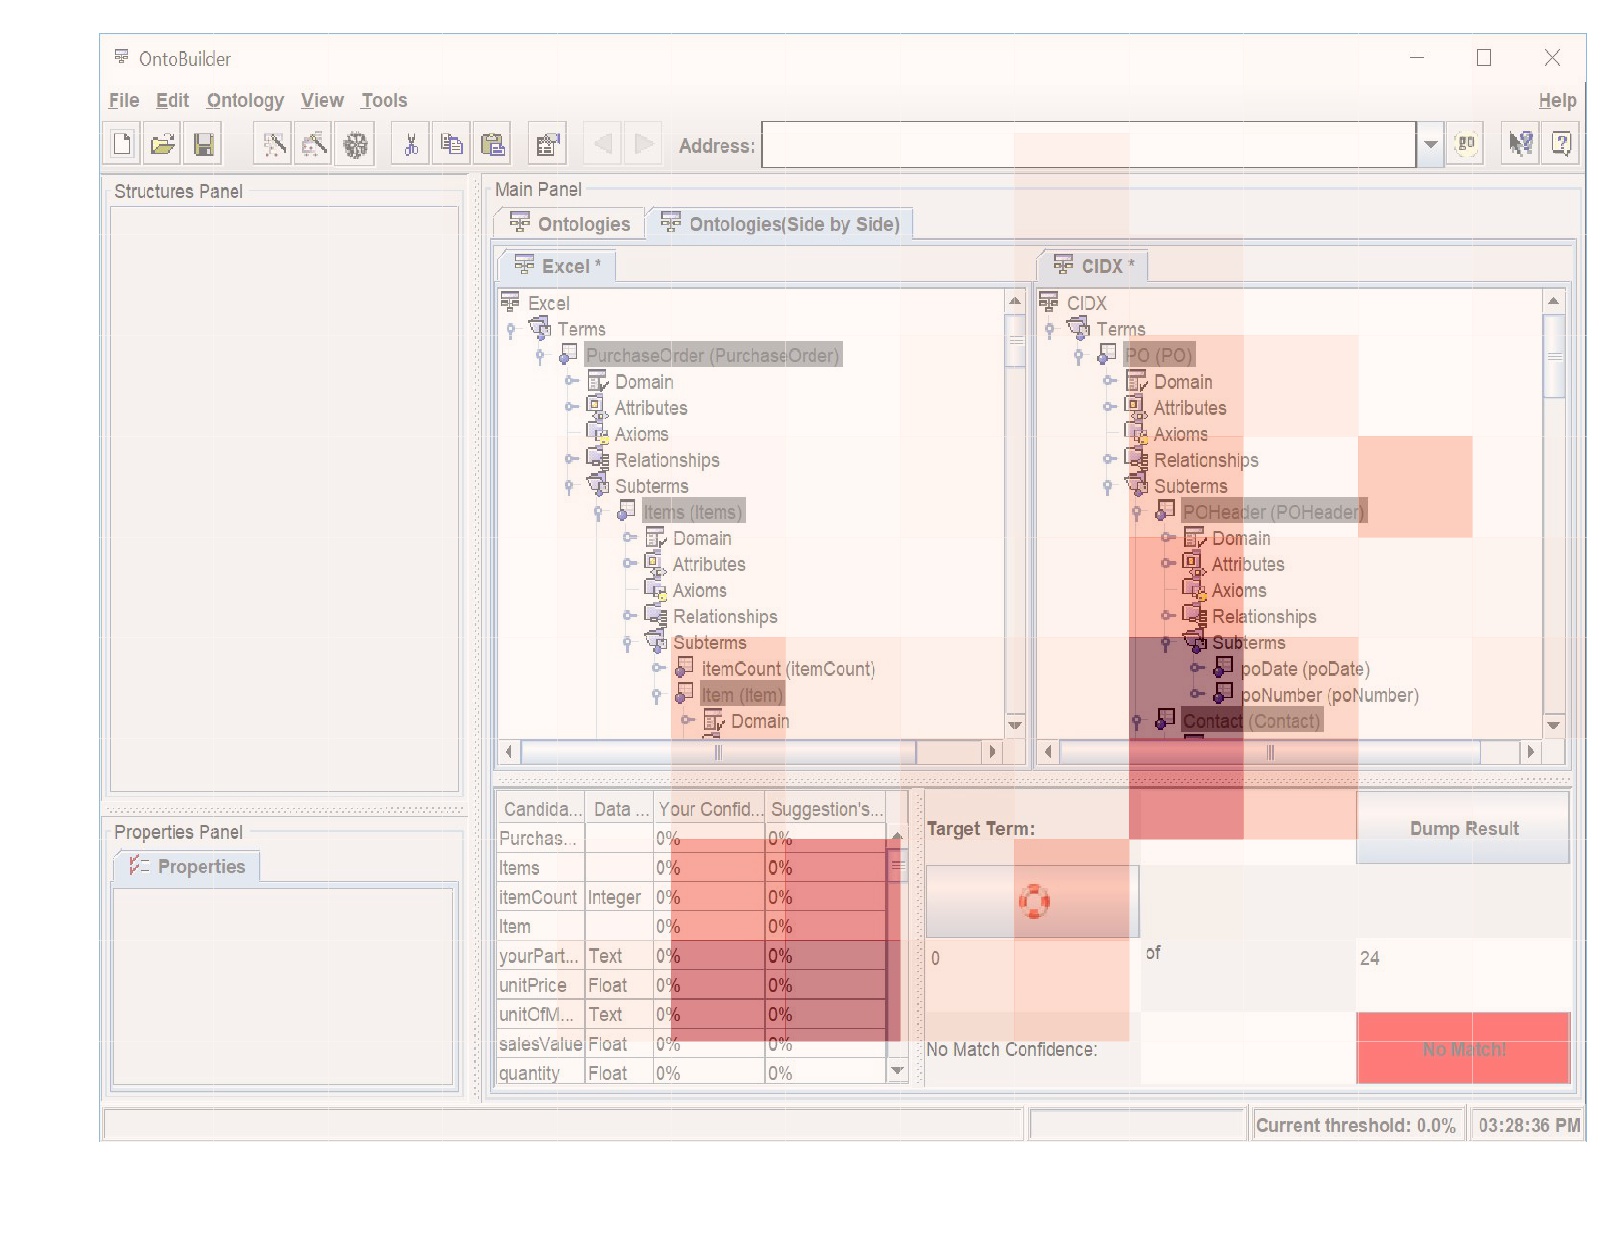 OntoBuilder
File Edit Ontology View Tools Help
Address: go
Structures Panel
Main Panel
Ontologies Ontologies(Side by Side)
Excel * CIDX *
Excel
Terms
PurchaseOrder (PurchaseOrder)
Domain
Attributes
Axioms
Relationships
Subterms
Items (Items)
Domain
Attributes
Axioms
Relationships
Subterms
itemCount (itemCount)
Item (Item)
Domain
CIDX
Terms
PO (PO)
Domain
Attributes
Axioms
Relationships
Subterms
POHeader (POHeader)
Domain
Attributes
Axioms
Relationships
Subterms
poDate (poDate)
poNumber (poNumber)
Contact (Contact)
Properties Panel
Properties
Candida... Data ... Your Confid... Suggestion's...
Purchas... 0% 0%
Items 0% 0%
itemCount Integer 0% 0%
Item 0% 0%
yourPart... Text 0% 0%
unitPrice Float 0% 0%
unitOfM... Text 0% 0%
salesValue Float 0% 0%
quantity Float 0% 0%
Target Term: Dump Result
0 of 24
No Match Confidence: No Match!
Current threshold: 0.0% 03:28:36 PM